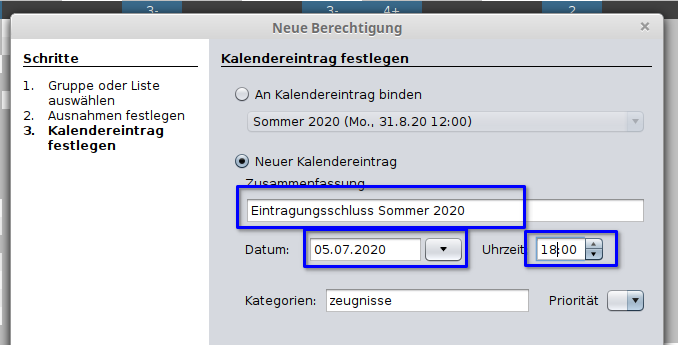 3- 3- 4+ 2
Neue Berechtigung
Schritte
1. Gruppe oder Liste
auswählen
2. Ausnahmen festlegen
3. Kalendereintrag
festlegen
Kalendereintrag festlegen
An Kalendereintrag binden
Sommer 2020 (Mo., 31.8.20 12:00)
Neuer Kalendereintrag
Zusammenfassung
Eintragungsschluss Sommer 2020
Datum: 05.07.2020 Uhrzeit 18:00
Kategorien: zeugnisse Priorität